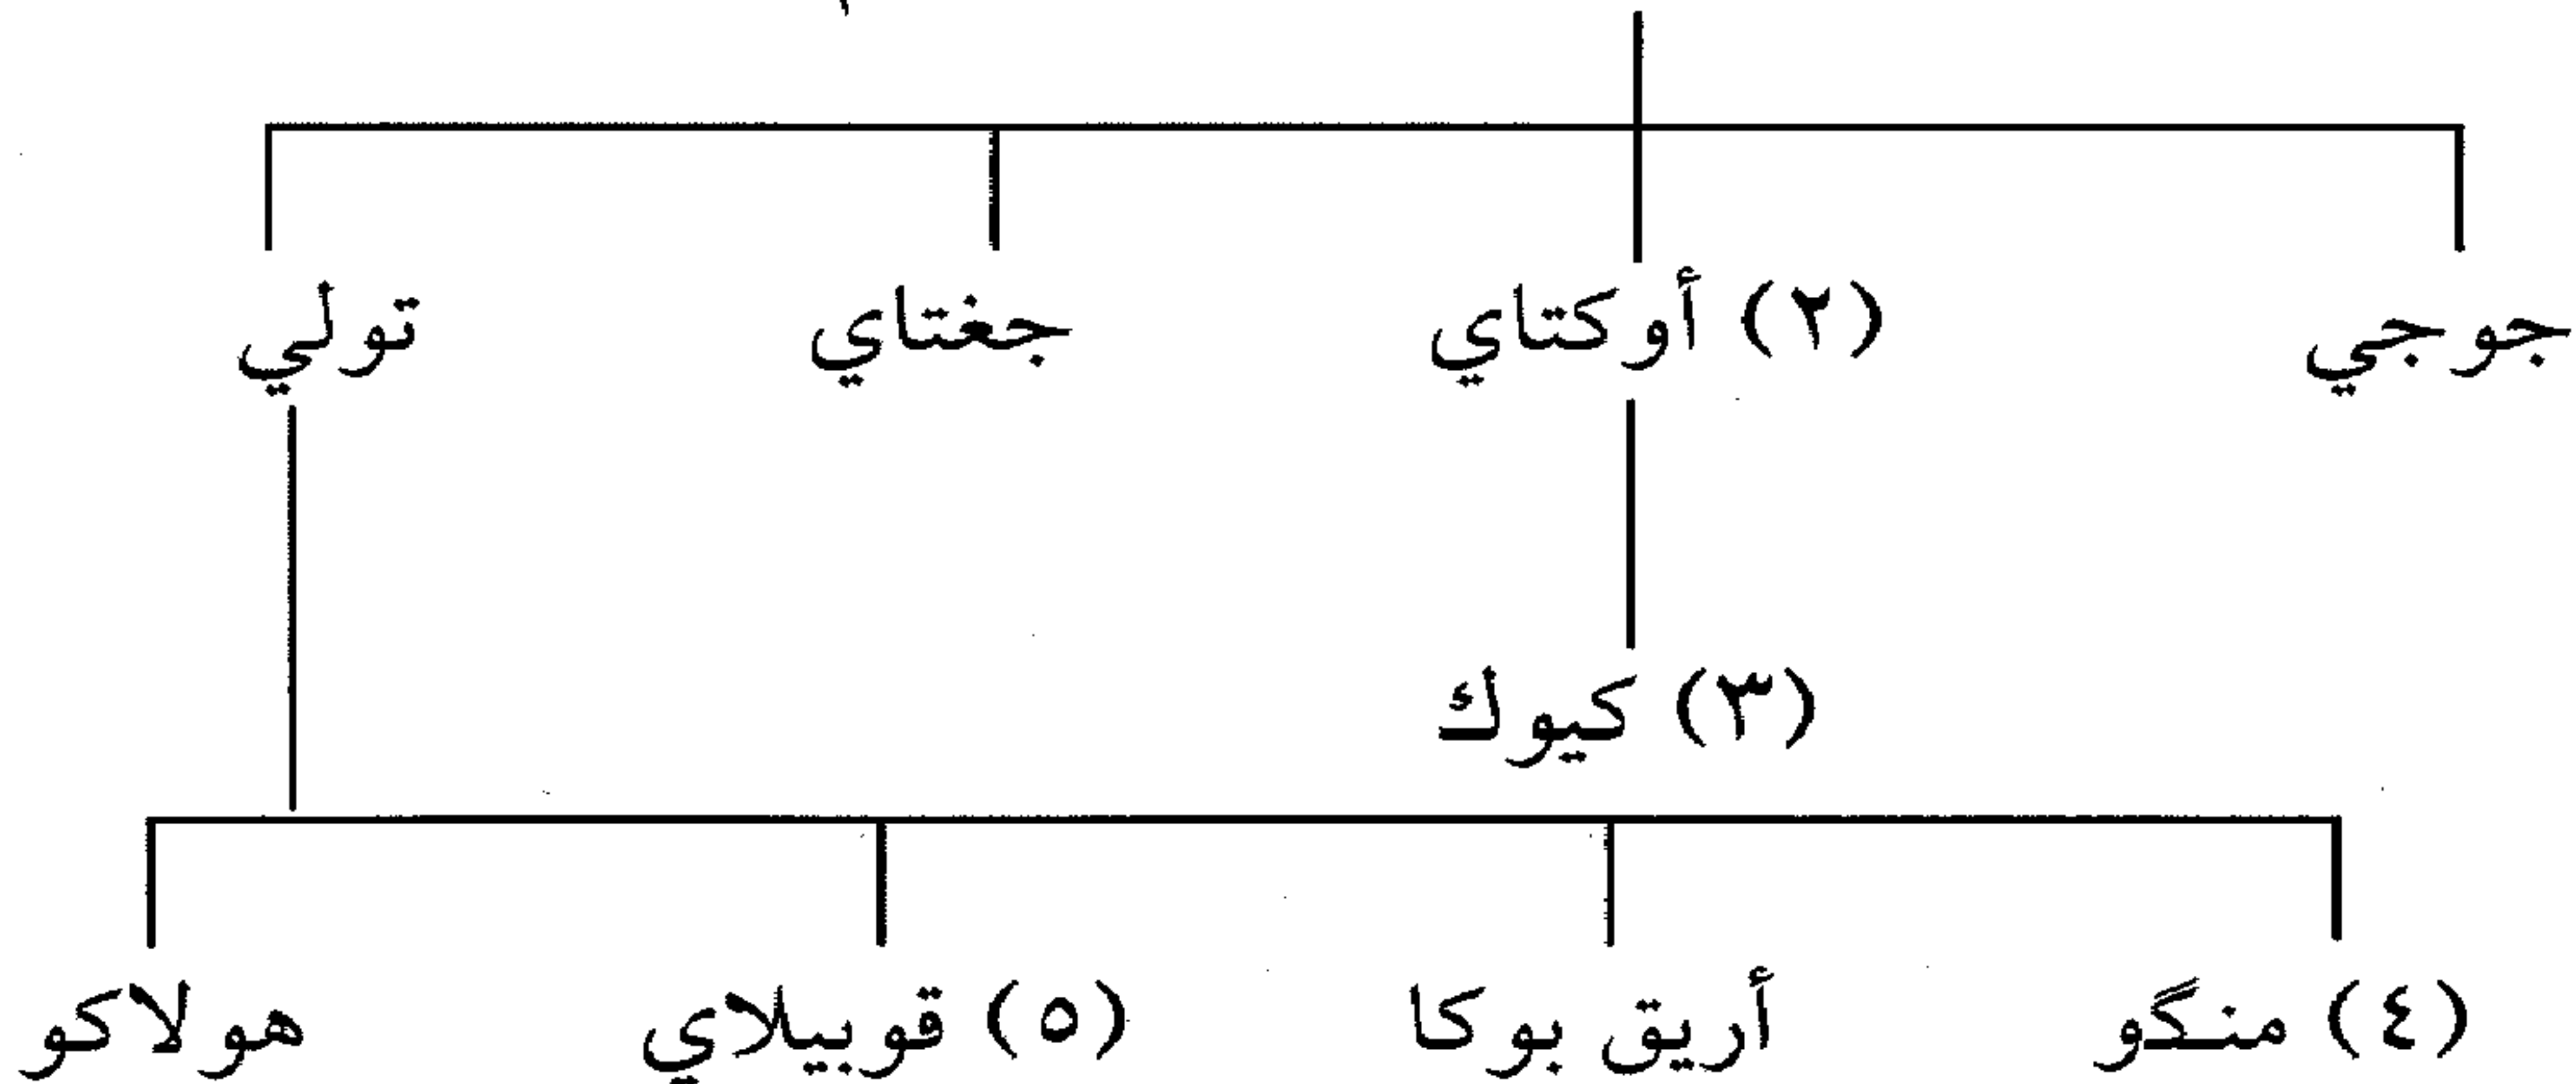 جوجي (٢) أوكتاي جغتاي تولي
(٣) كيوك
(٤) منگو أريق بوكا (٥) قوبيلاي هولاكو